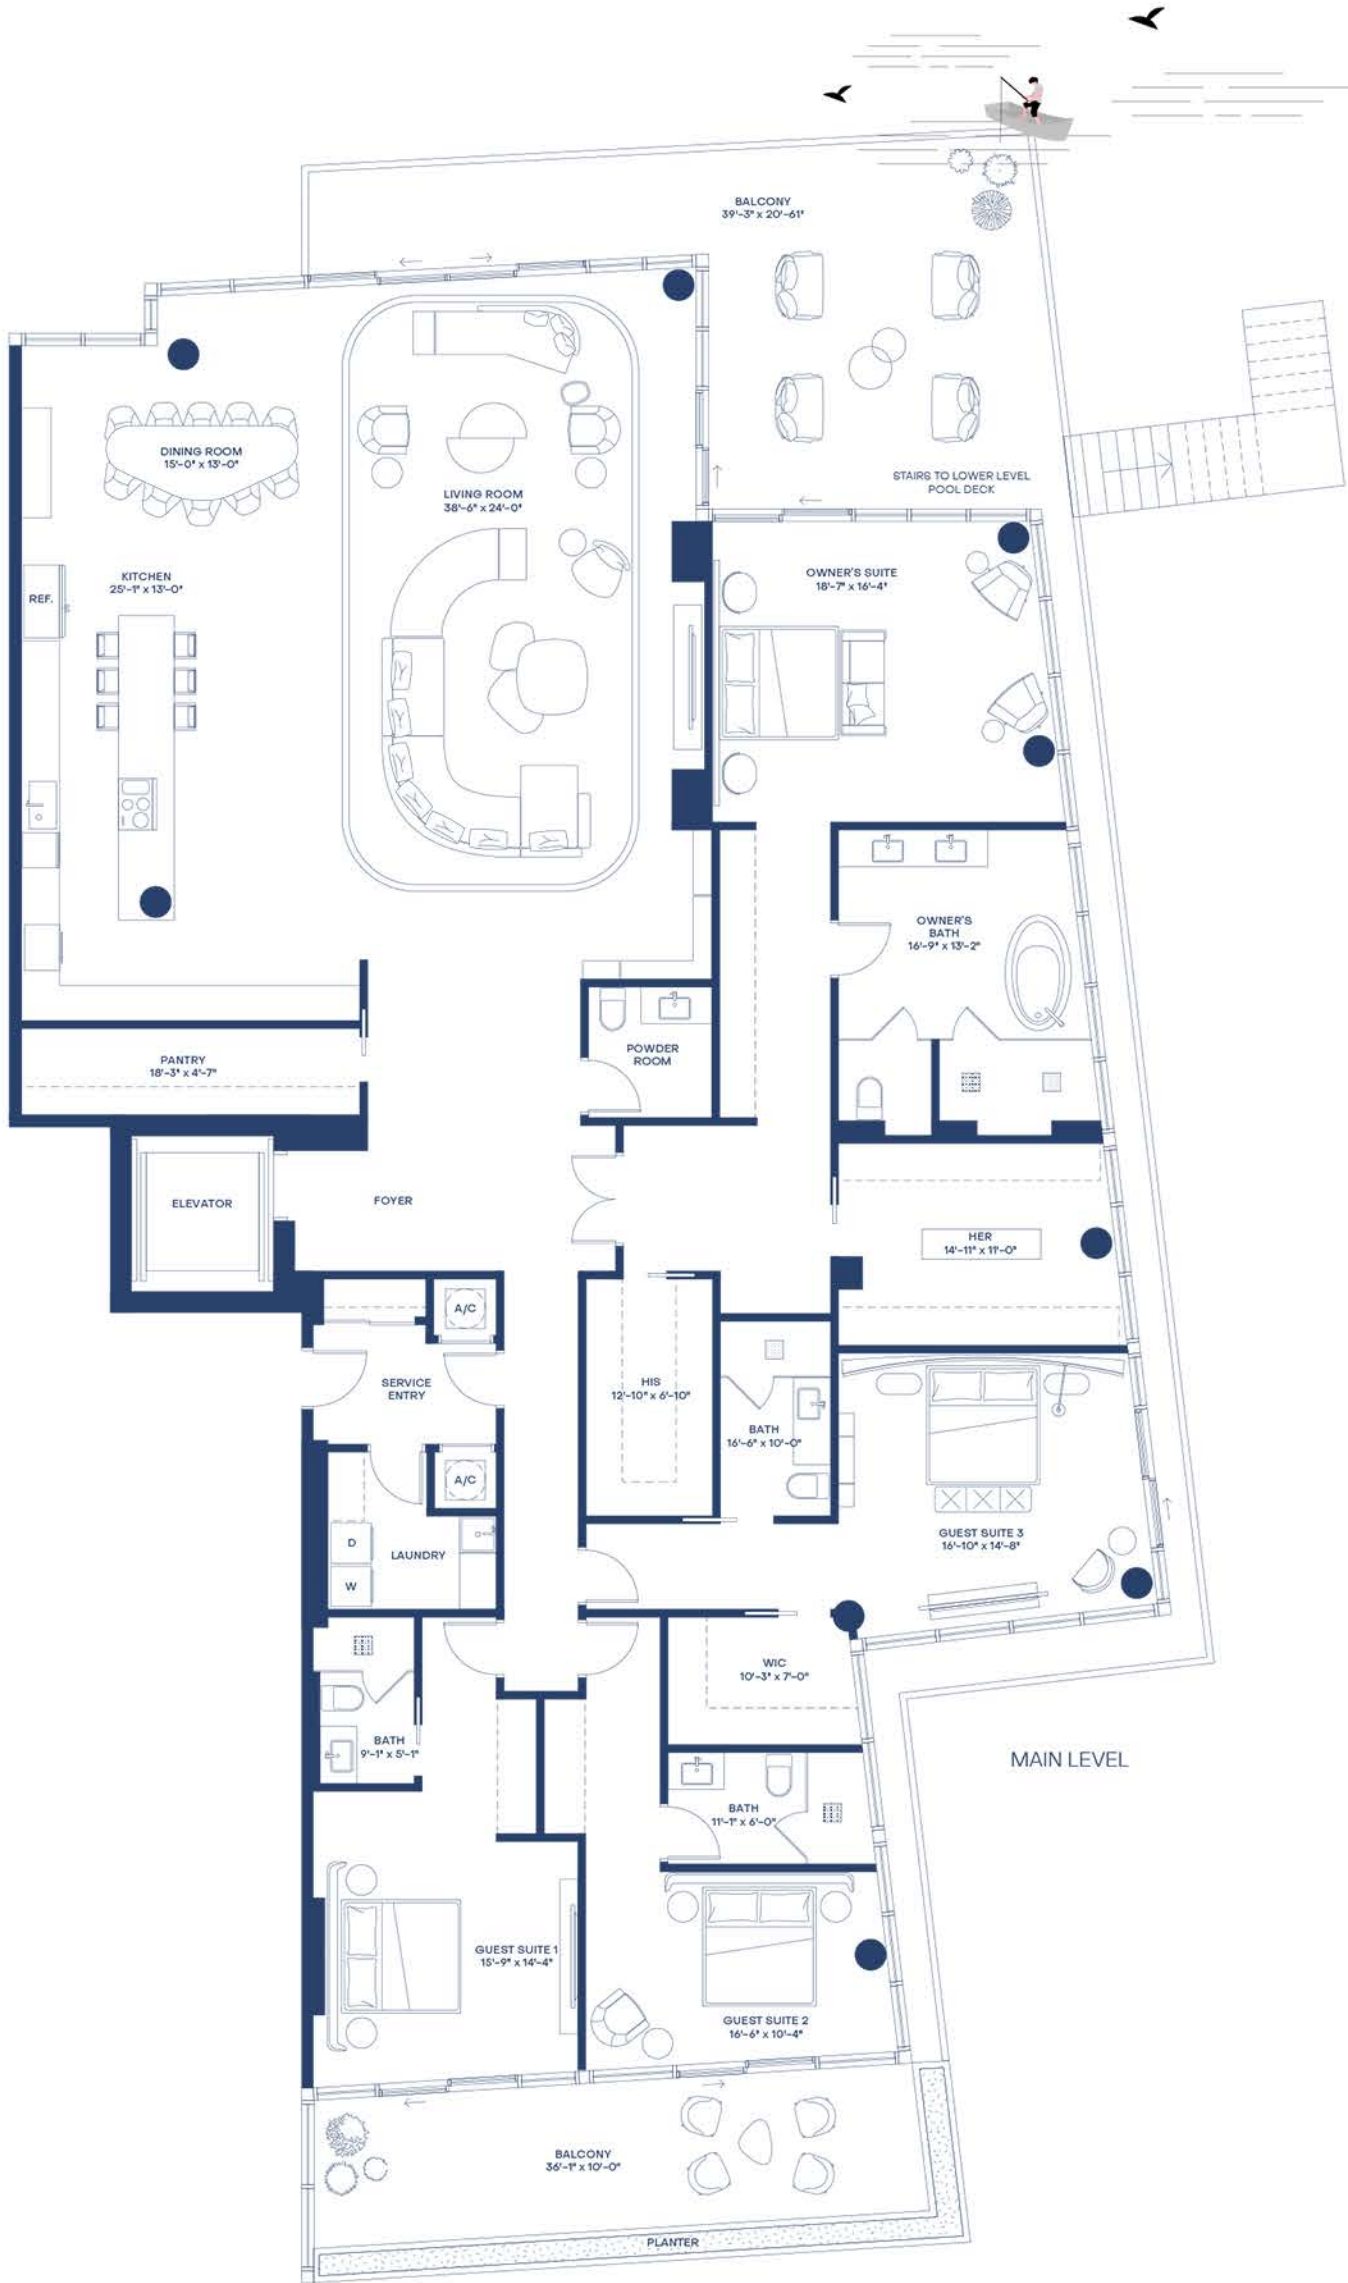 BALCONY
39'-3" x 20'-61"
DINING ROOM
15'-0" x 13'-0"
LIVING ROOM
38'-6" x 24'-0"
STAIRS TO LOWER LEVEL
POOL DECK
KITCHEN
25'-1" x 13'-0"
REF.
OWNER'S SUITE
18'-7" x 16'-4"
OWNER'S
BATH
16'-9" x 13'-2"
POWDER
ROOM
PANTRY
18'-3" x 4'-7"
ELEVATOR
FOYER
HER
14'-11" x 11'-0"
A/C
SERVICE
ENTRY
HIS
12'-10" x 6'-10"
BATH
16'-6" x 10'-0"
A/C
D
LAUNDRY
W
GUEST SUITE 3
16'-10" x 14'-8"
WIC
10'-3" x 7'-0"
BATH
9'-1" x 5'-1"
MAIN LEVEL
BATH
11'-1" x 6'-0"
GUEST SUITE 1
15'-9" x 14'-4"
GUEST SUITE 2
16'-6" x 10'-4"
BALCONY
36'-1" x 10'-0"
PLANTER